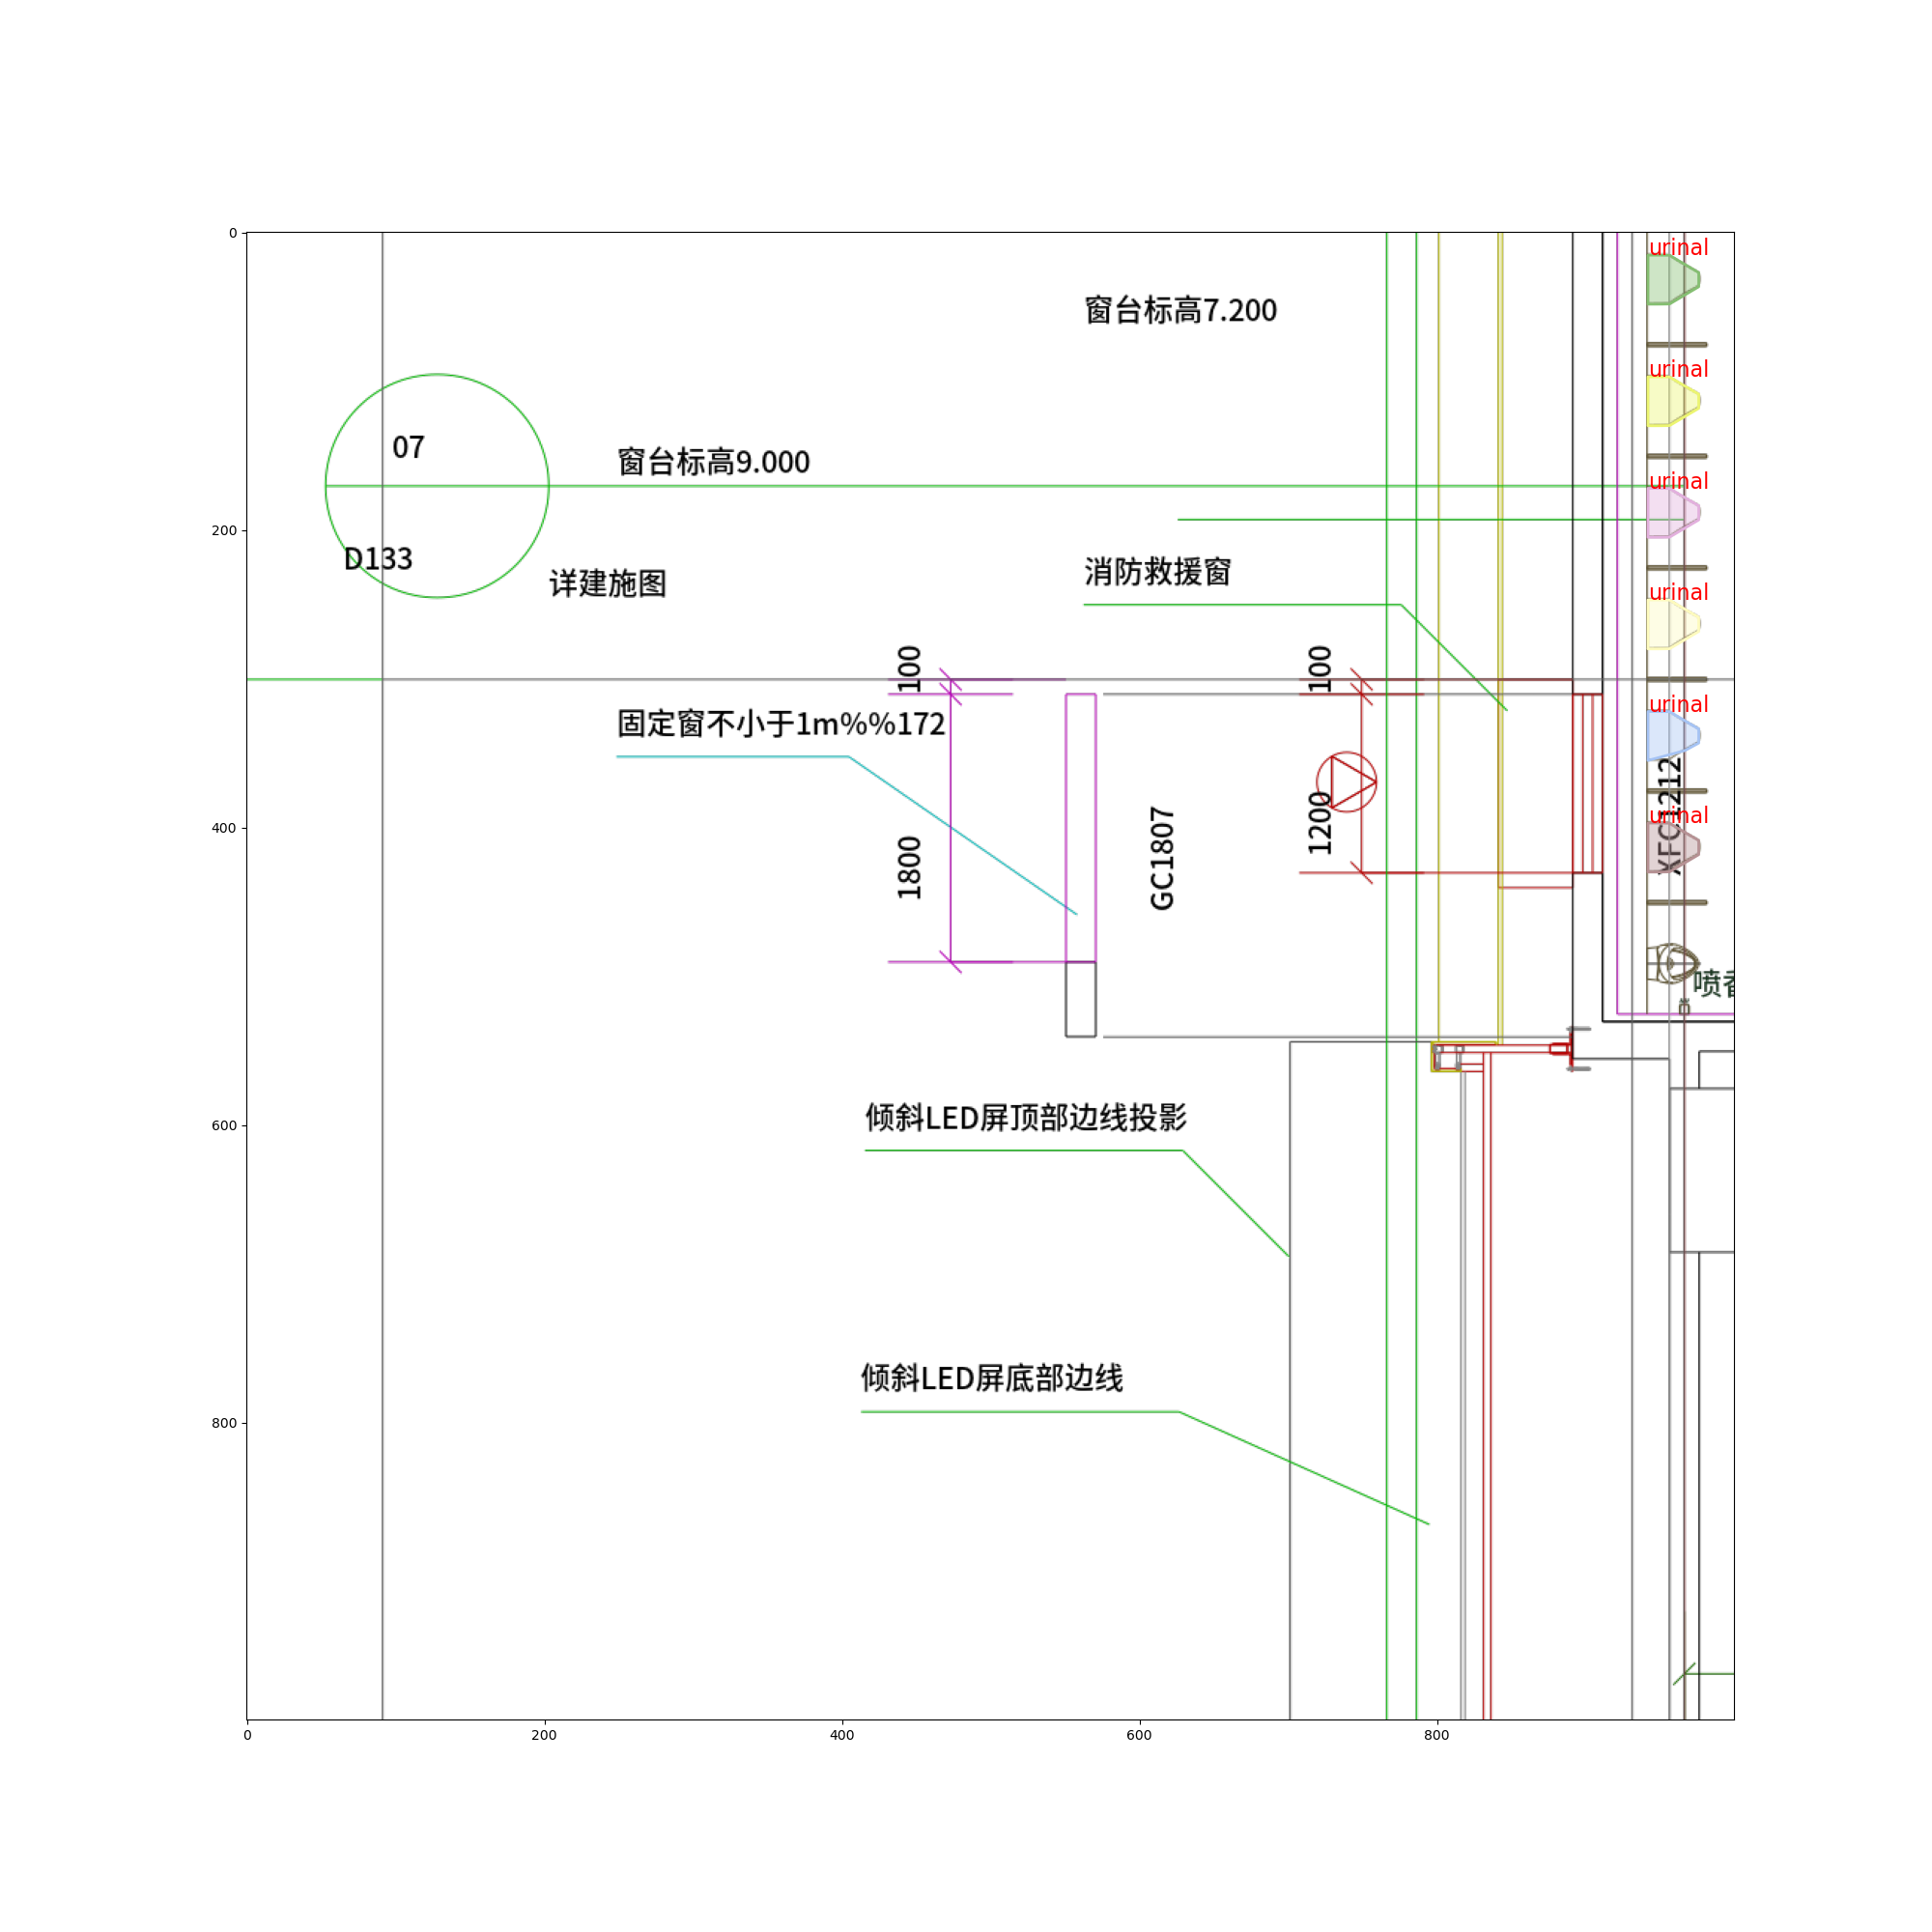 0
urinal
窗台标高7.200
urinal
07
窗台标高9.000
urinal
200
D133
详建施图
消防救援窗
urinal
100
100
固定窗不小于1m%%172
urinal
XFC1212
1200
urinal
400
1800
GC1807
喷香
600
倾斜LED屏顶部边线投影
倾斜LED屏底部边线
800
0
200
400
600
800